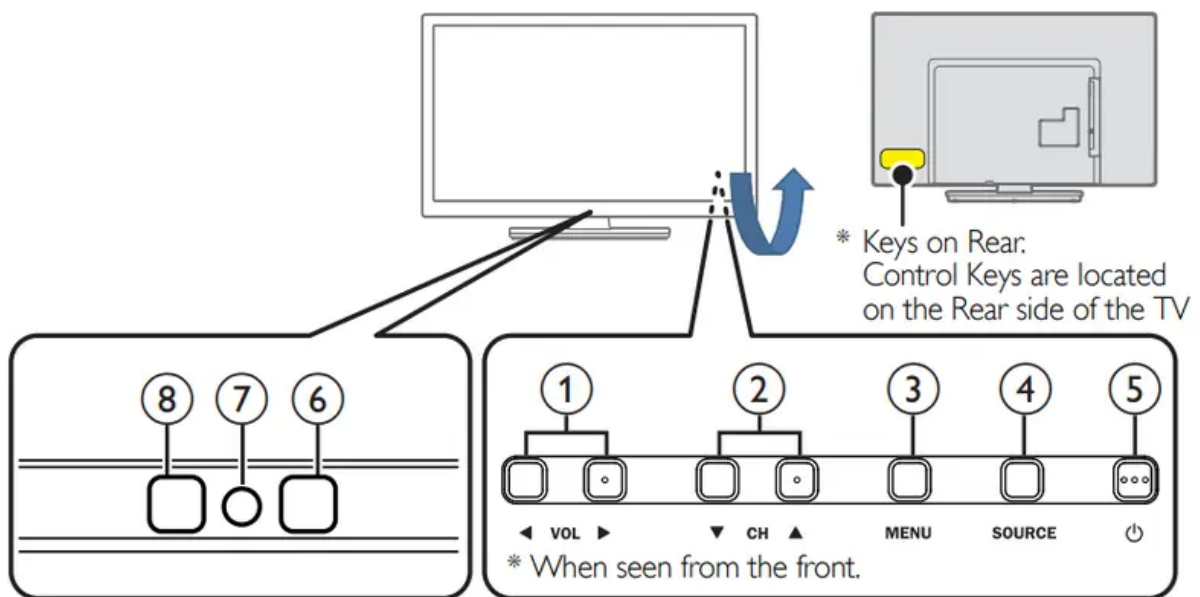 * Keys on Rear.
Control Keys are located
on the Rear side of the TV
8 7 6
1 2 3 4 5
◀ VOL ▶ ▼ CH ▲ MENU SOURCE ⏻
* When seen from the front.